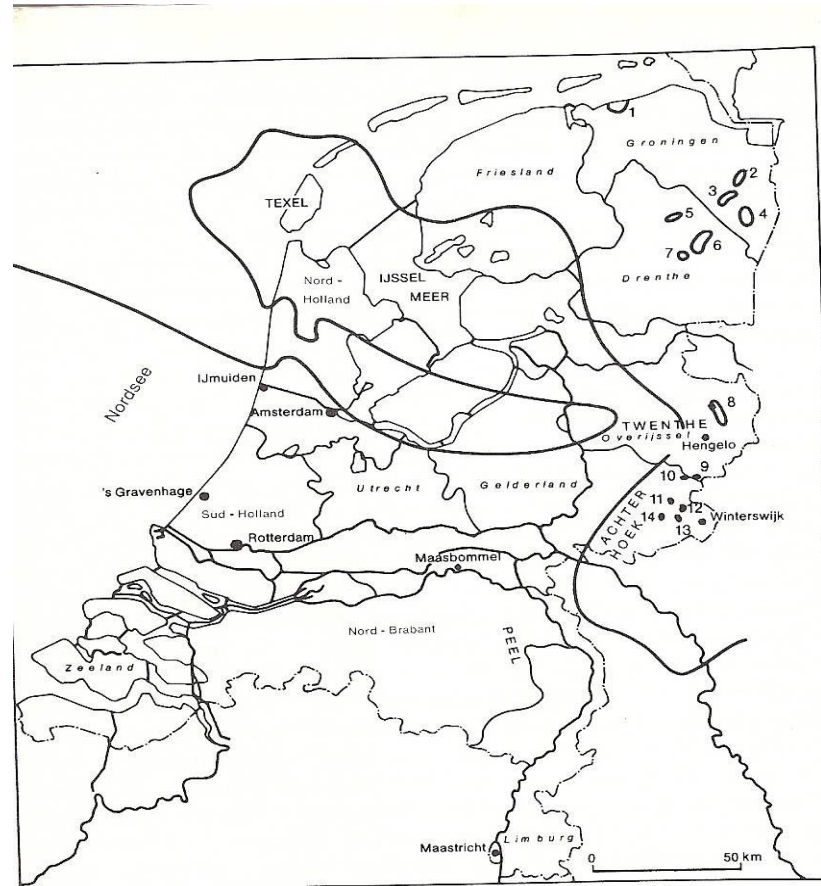 1
Groningen
Friesland
2
3
TEXEL
5
4
6
7
Nord -
Holland
IJSSEL
MEER
Drenthe
Nordsee
IJmuiden
Amsterdam
8
TWENTHE
Overijssel
Hengelo
's Gravenhage
Utrecht
Gelderland
10
9
Sud - Holland
11
12
14
13
Winterswijk
ACHTER
HOEK
Rotterdam
Maasbommel
Nord - Brabant
PEEL
Zeeland
Maastricht
Limburg
0
50 km